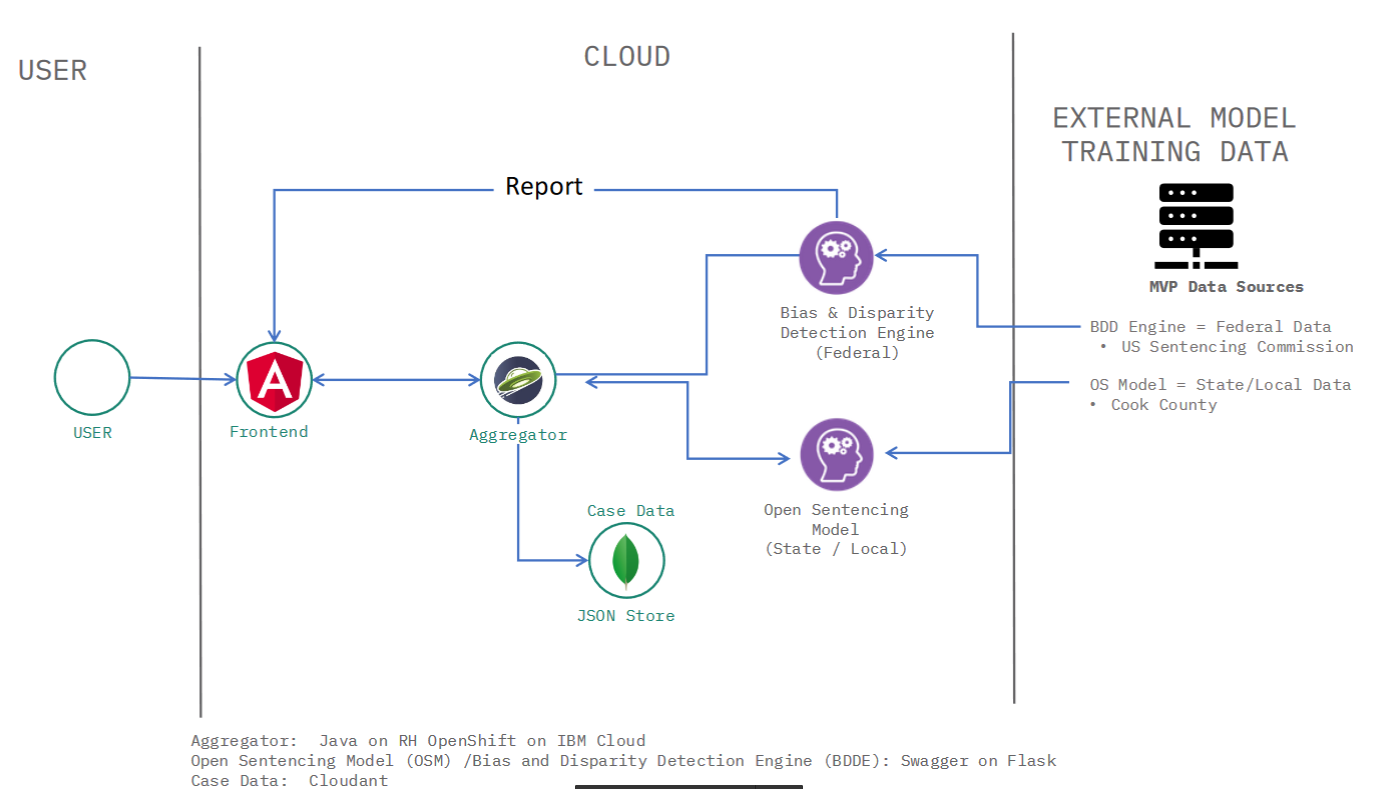 USER
CLOUD
EXTERNAL MODEL
TRAINING DATA
Report
MVP Data Sources
Bias & Disparity
Detection Engine
(Federal)
BDD Engine = Federal Data
• US Sentencing Commission
OS Model = State/Local Data
• Cook County
A
USER
Frontend
Aggregator
Case Data
Open Sentencing
Model
(State / Local)
JSON Store
Aggregator: Java on RH OpenShift on IBM Cloud
Open Sentencing Model (OSM) /Bias and Disparity Detection Engine (BDDE): Swagger on Flask
Case Data: Cloudant